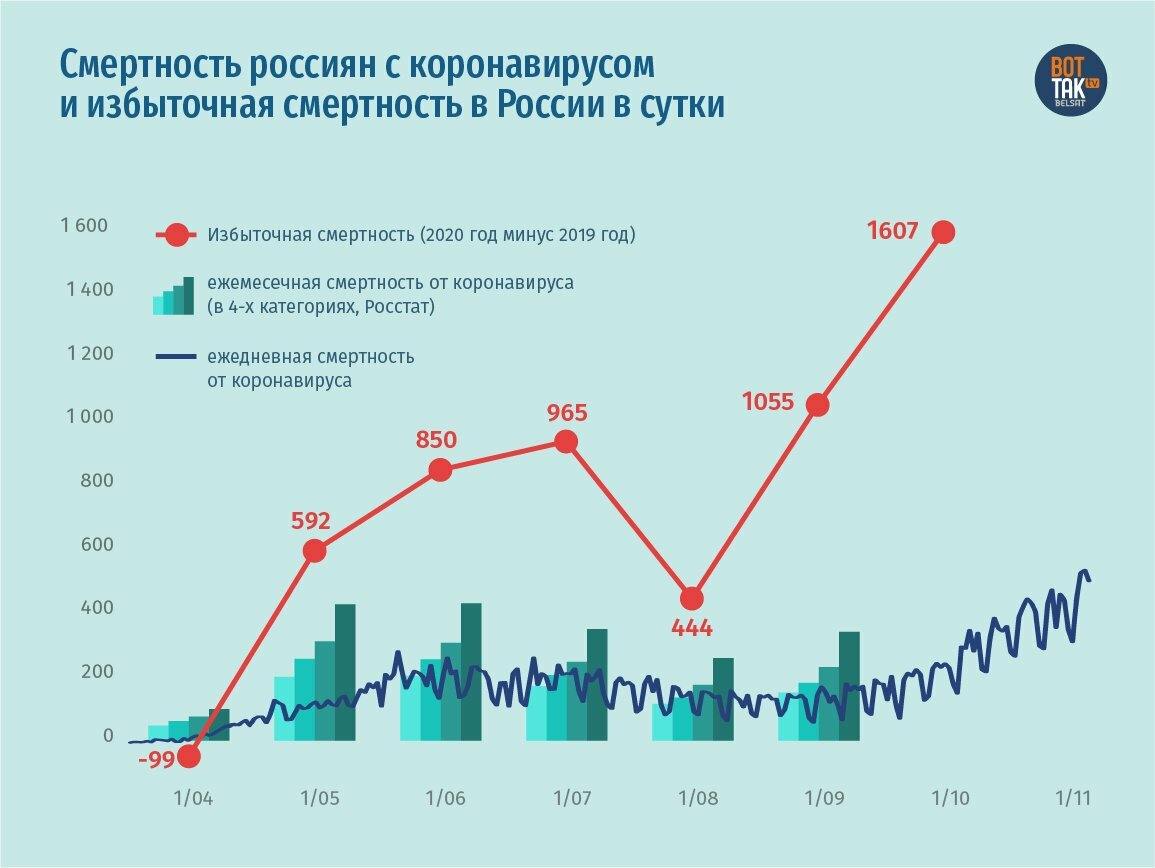 Смертность россиян с коронавирусом
и избыточная смертность в России в сутки
ВОТ
ТАК tv
BELSAT
1 600
1 400
1 200
1 000
800
600
400
200
0
Избыточная смертность (2020 год минус 2019 год)
ежемесечная смертность от коронавируса
(в 4-х категориях, Росстат)
ежедневная смертность
от коронавируса
-99
592
850
965
444
1055
1607
1/04
1/05
1/06
1/07
1/08
1/09
1/10
1/11